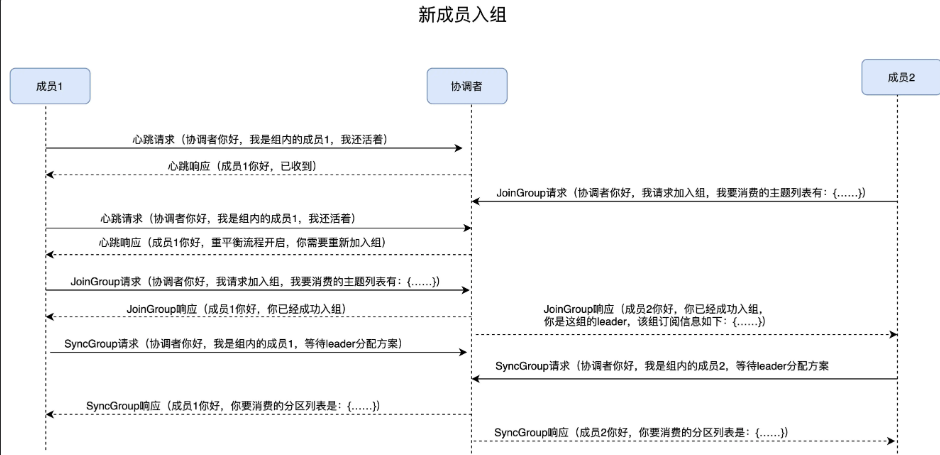 新成员入组
成员1
协调者
成员2
心跳请求（协调者你好，我是组内的成员1，我还活着）
心跳响应（成员1你好，已收到）
JoinGroup请求（协调者你好，我请求加入组，我要消费的主题列表有：{……}）
心跳请求（协调者你好，我是组内的成员1，我还活着）
心跳响应（成员1你好，重平衡流程开启，你需要重新加入组）
JoinGroup请求（协调者你好，我请求加入组，我要消费的主题列表有：{……}）
JoinGroup响应（成员1你好，你已经成功入组）
JoinGroup响应（成员2你好，你已经成功入组，
你是这组的leader，该组订阅信息如下：{……}）
SyncGroup请求（协调者你好，我是组内的成员1，等待leader分配方案）
SyncGroup请求（协调者你好，我是组内的成员2，等待leader分配方案
SyncGroup响应（成员1你好，你要消费的分区列表是：{……}）
SyncGroup响应（成员2你好，你要消费的分区列表是：{……}）